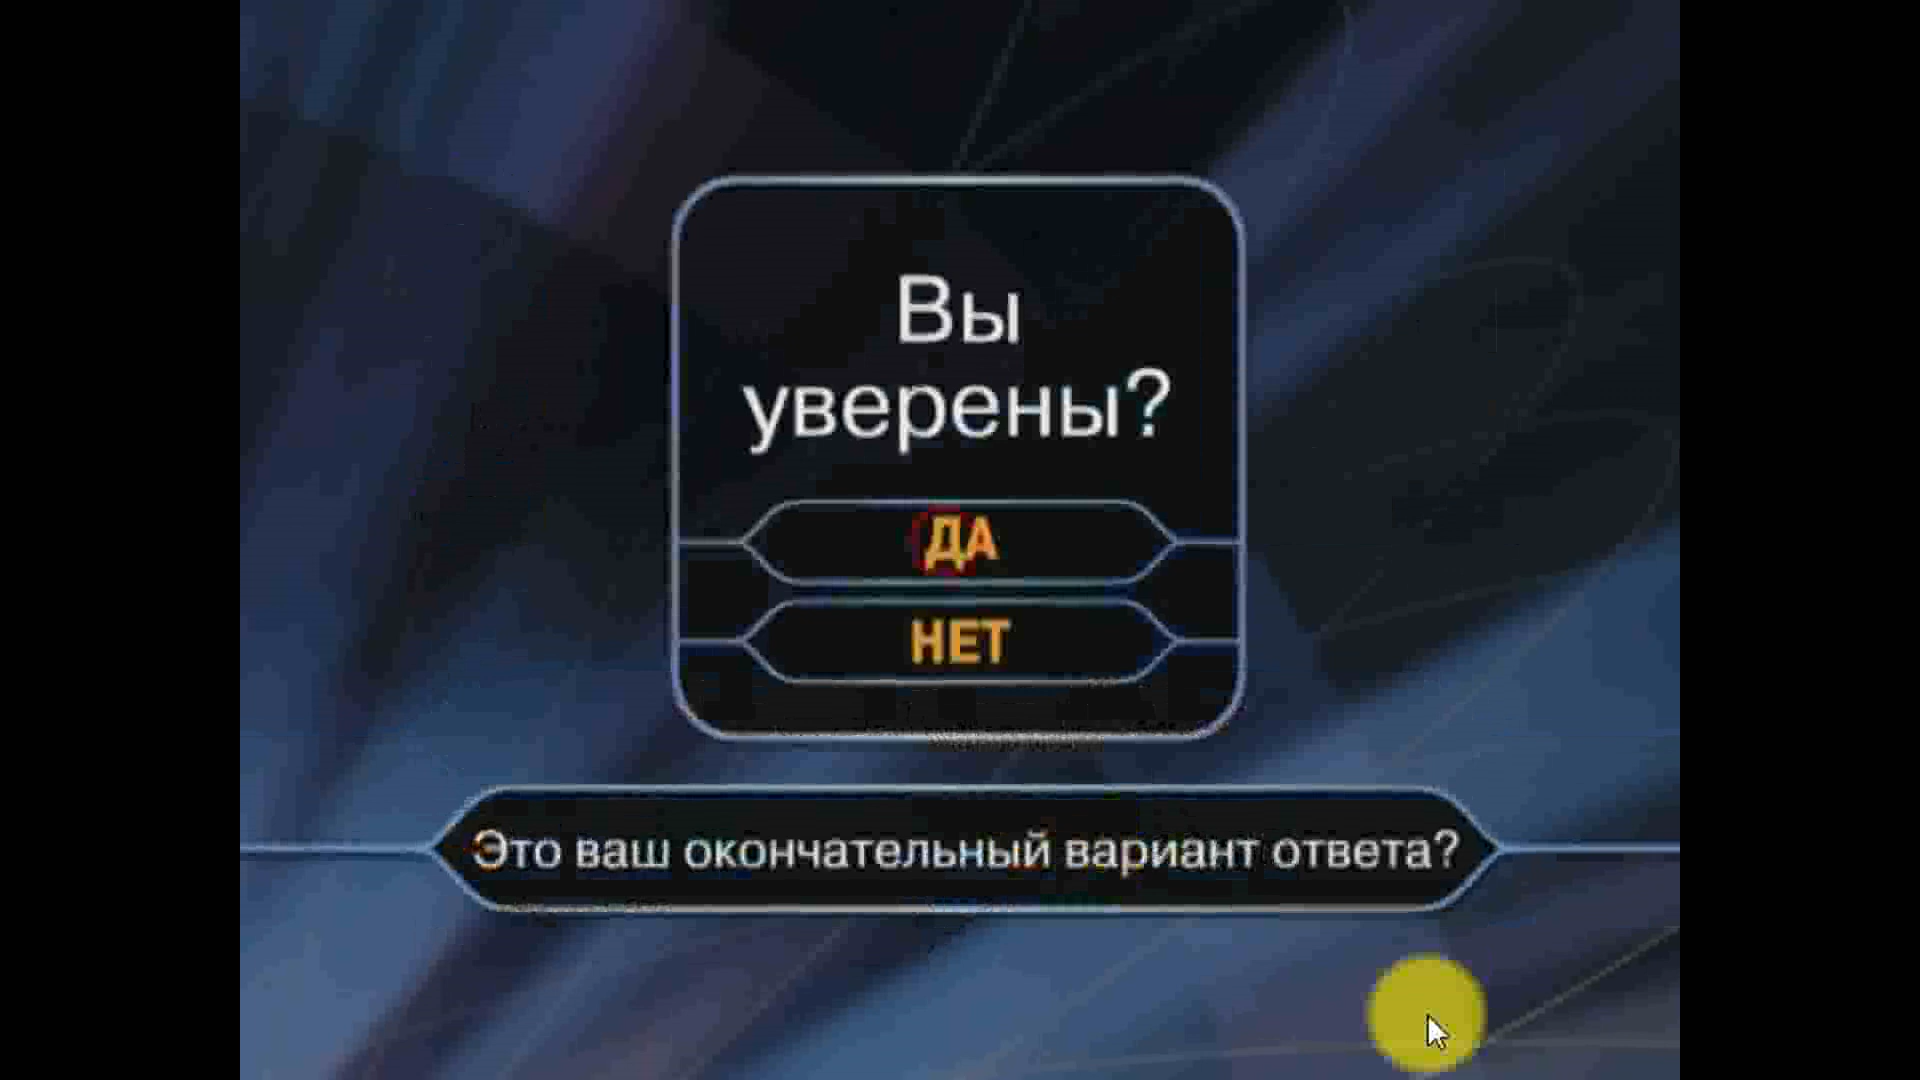 Вы
уверены?
ДА
НЕТ
Это ваш окончательный вариант ответа?